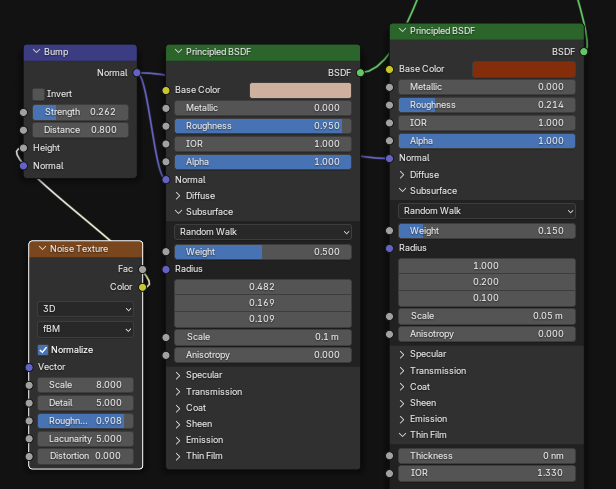 Bump
Normal
Invert
Strength 0.262
Distance 0.800
Height
Normal
Noise Texture
Fac
Color
3D
fBM
Normalize
Vector
Scale 8.000
Detail 5.000
Roughn... 0.908
Lacunarity 5.000
Distortion 0.000
Principled BSDF
BSDF
Base Color
Metallic 0.000
Roughness 0.950
IOR 1.000
Alpha 1.000
Normal
Diffuse
Subsurface
Random Walk
Weight 0.500
Radius
0.482
0.169
0.109
Scale 0.1 m
Anisotropy 0.000
Specular
Transmission
Coat
Sheen
Emission
Thin Film
Principled BSDF
BSDF
Base Color
Metallic 0.000
Roughness 0.214
IOR 1.000
Alpha 1.000
Normal
Diffuse
Subsurface
Random Walk
Weight 0.150
Radius
1.000
0.200
0.100
Scale 0.05 m
Anisotropy 0.000
Specular
Transmission
Coat
Sheen
Emission
Thin Film
Thickness 0 nm
IOR 1.330